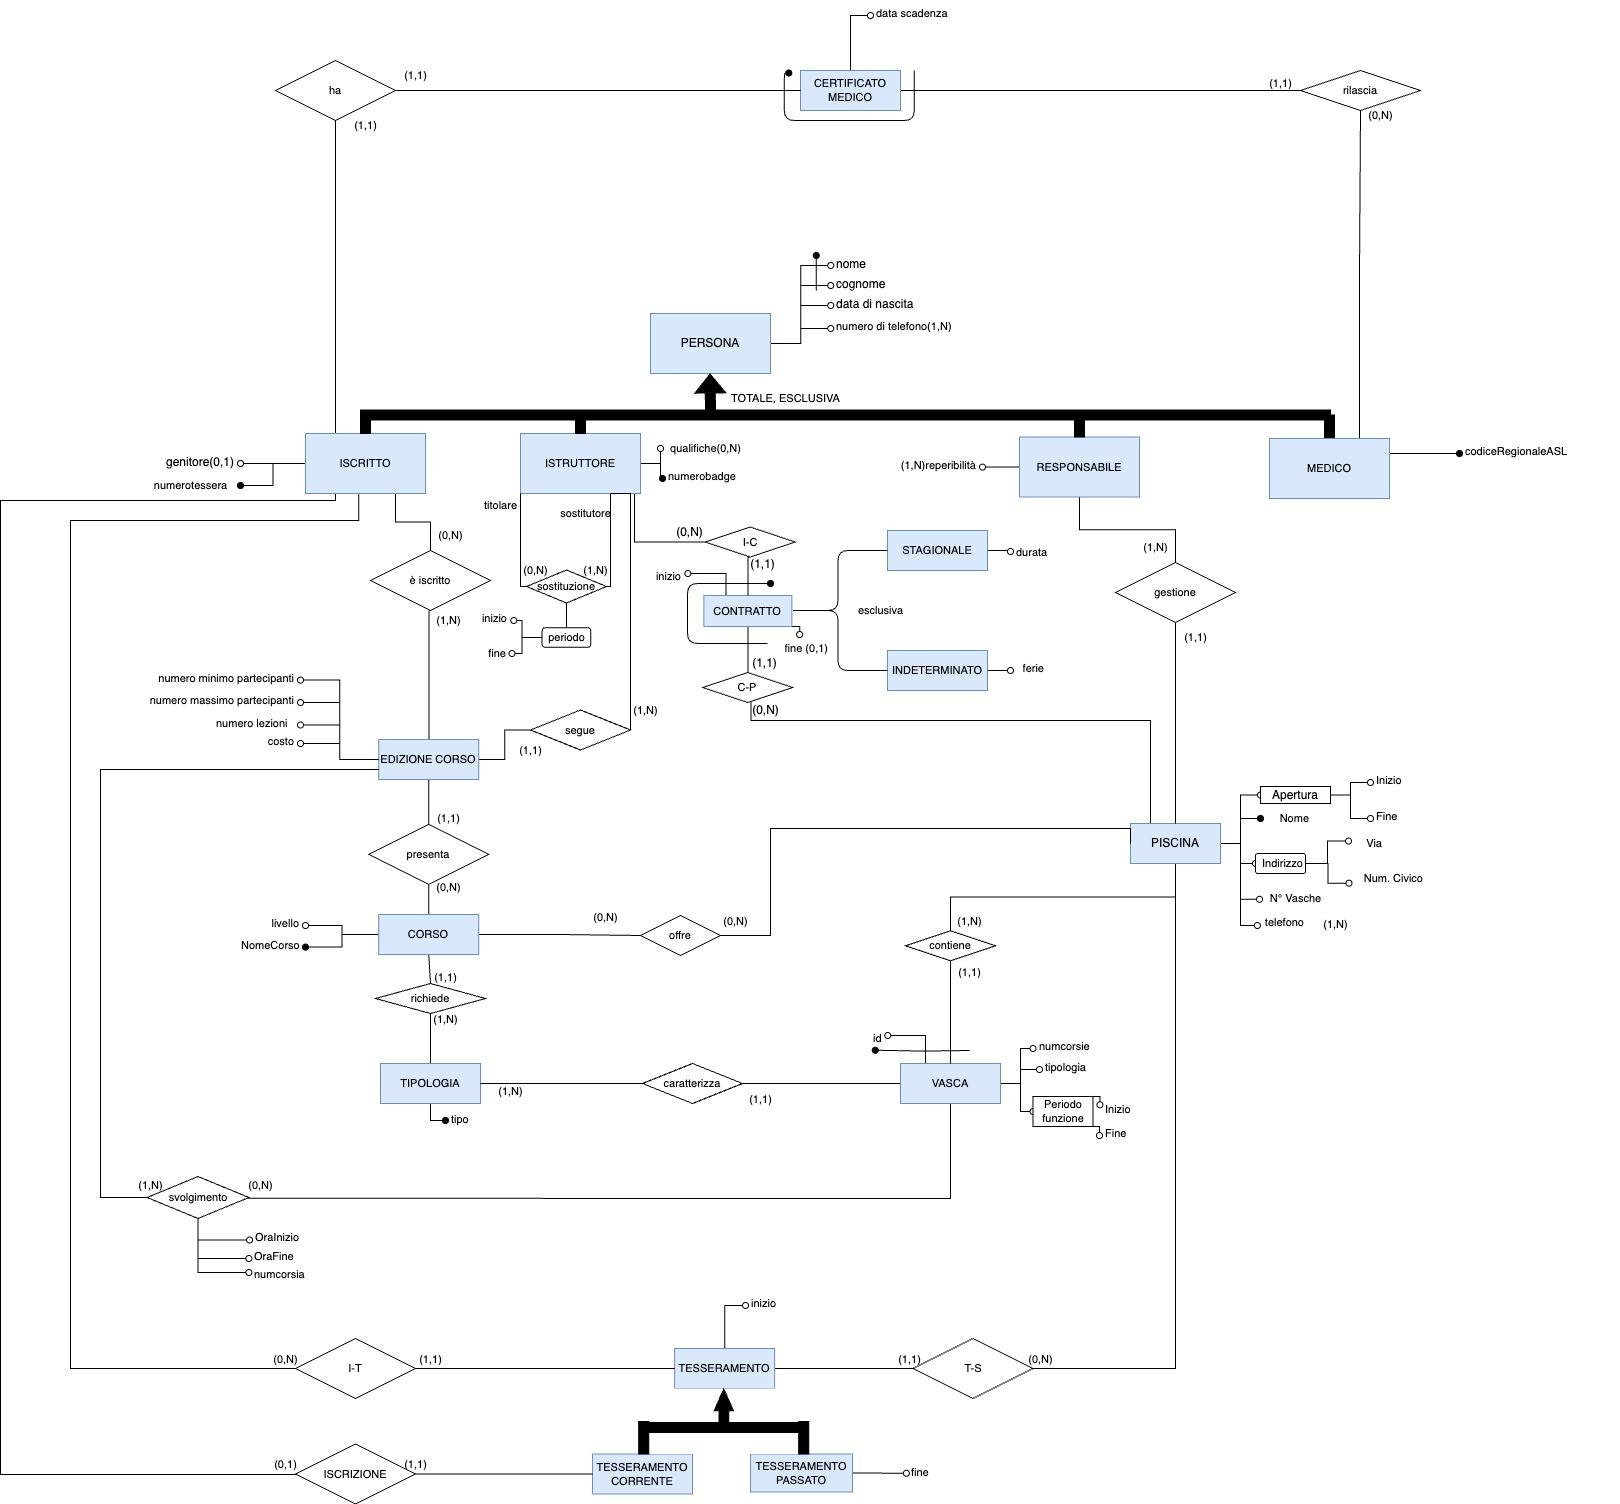 data scadenza
(1,1)
CERTIFICATO
MEDICO
(1,1)
ha
rilascia
(1,1)
(0,N)
nome
cognome
data di nascita
numero di telefono(1,N)
PERSONA
TOTALE, ESCLUSIVA
genitore(0,1)
numerotessera
ISCRITTO
ISTRUTTORE
qualifiche(0,N)
numerobadge
(1,N)reperibilità
RESPONSABILE
MEDICO
codiceRegionaleASL
titolare
sostitutore
(0,N)
(0,N)
I-C
(1,1)
STAGIONALE
durata
(1,N)
è iscritto
(0,N)
(1,N)
sostituzione
inizio
gestione
CONTRATTO
esclusiva
(1,N)
inizio
periodo
fine
fine (0,1)
(1,1)
(1,1)
INDETERMINATO
ferie
C-P
(0,N)
numero minimo partecipanti
numero massimo partecipanti
numero lezioni
costo
(1,N)
segue
(1,1)
EDIZIONE CORSO
Apertura
Inizio
Fine
Nome
(1,1)
presenta
(0,N)
PISCINA
Via
Indirizzo
Num. Civico
N° Vasche
telefono
(1,N)
livello
NomeCorso
CORSO
(0,N)
offre
(0,N)
(1,N)
contiene
(1,1)
(1,1)
richiede
(1,N)
id
numcorsie
tipologia
TIPOLOGIA
(1,N)
caratterizza
(1,1)
VASCA
Periodo
funzione
Inizio
Fine
tipo
(1,N)
svolgimento
(0,N)
OraInizio
OraFine
numcorsia
inizio
(0,N)
I-T
(1,1)
TESSERAMENTO
(1,1)
T-S
(0,N)
(0,1)
ISCRIZIONE
(1,1)
TESSERAMENTO
CORRENTE
TESSERAMENTO
PASSATO
fine